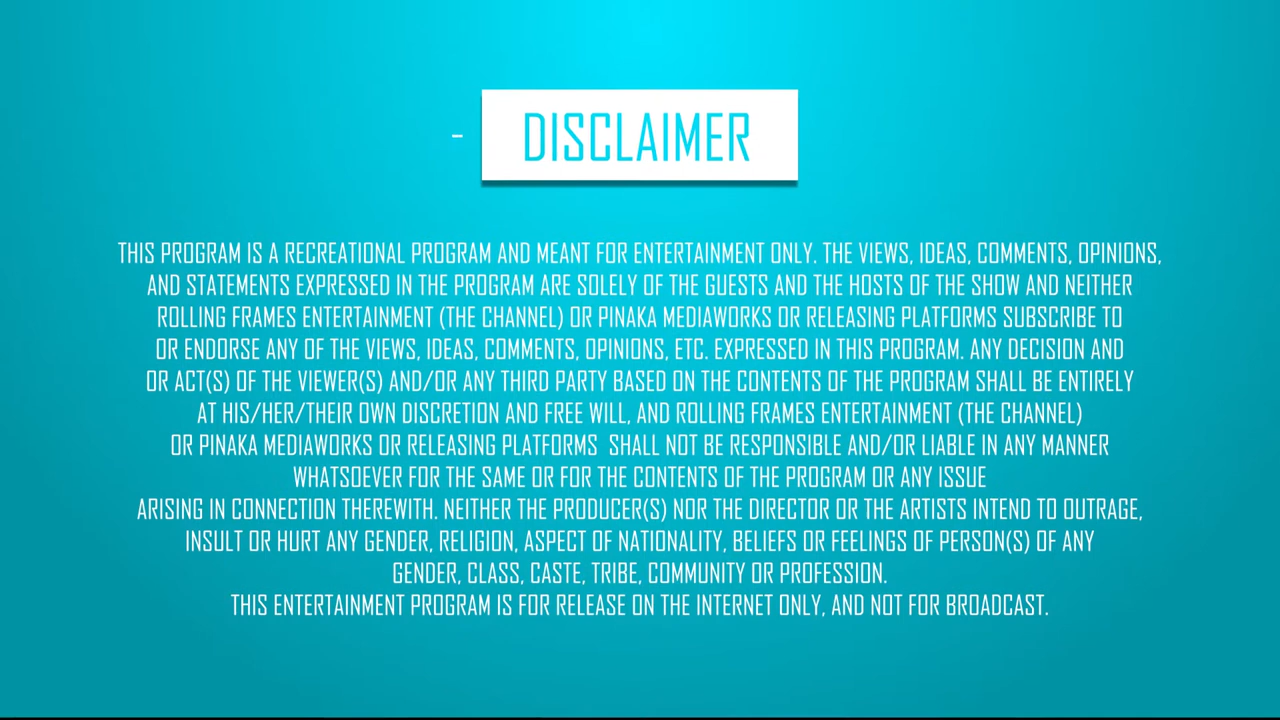 - DISCLAIMER
THIS PROGRAM IS A RECREATIONAL PROGRAM AND MEANT FOR ENTERTAINMENT ONLY. THE VIEWS, IDEAS, COMMENTS, OPINIONS,
AND STATEMENTS EXPRESSED IN THE PROGRAM ARE SOLELY OF THE GUESTS AND THE HOSTS OF THE SHOW AND NEITHER
ROLLING FRAMES ENTERTAINMENT (THE CHANNEL) OR PINAKA MEDIAWORKS OR RELEASING PLATFORMS SUBSCRIBE TO
OR ENDORSE ANY OF THE VIEWS, IDEAS, COMMENTS, OPINIONS, ETC. EXPRESSED IN THIS PROGRAM. ANY DECISION AND
OR ACT(S) OF THE VIEWER(S) AND/OR ANY THIRD PARTY BASED ON THE CONTENTS OF THE PROGRAM SHALL BE ENTIRELY
AT HIS/HER/THEIR OWN DISCRETION AND FREE WILL, AND ROLLING FRAMES ENTERTAINMENT (THE CHANNEL)
OR PINAKA MEDIAWORKS OR RELEASING PLATFORMS  SHALL NOT BE RESPONSIBLE AND/OR LIABLE IN ANY MANNER
WHATSOEVER FOR THE SAME OR FOR THE CONTENTS OF THE PROGRAM OR ANY ISSUE
ARISING IN CONNECTION THEREWITH. NEITHER THE PRODUCER(S) NOR THE DIRECTOR OR THE ARTISTS INTEND TO OUTRAGE,
INSULT OR HURT ANY GENDER, RELIGION, ASPECT OF NATIONALITY, BELIEFS OR FEELINGS OF PERSON(S) OF ANY
GENDER, CLASS, CASTE, TRIBE, COMMUNITY OR PROFESSION.
THIS ENTERTAINMENT PROGRAM IS FOR RELEASE ON THE INTERNET ONLY, AND NOT FOR BROADCAST.